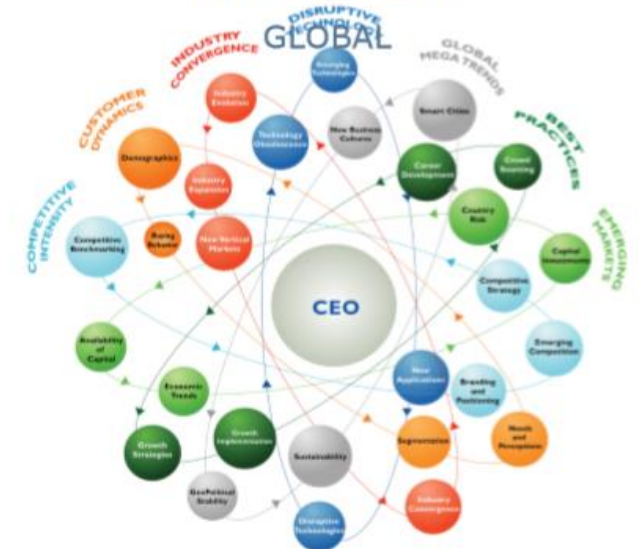 DISRUPTIVE
TECHNOLOGY
GLOBAL
INDUSTRY
CONVERGENCE
GLOBAL
MEGA TRENDS
CUSTOMER
DYNAMICS
BEST
PRACTICES
COMPETITIVE
INTENSITY
EMERGING
MARKETS
Emerging
Technologies
Industry
Evolution
Smart Cities
New Business
Cultures
Technology
Obsolescence
Demographics
Career
Development
Crowd
Sourcing
Industry
Expansion
Country
Risk
Competitive
Benchmarking
Buying
Behavior
New Vertical
Markets
Capital
Investments
Competitive
Strategy
CEO
Availability
of
Capital
Emerging
Competition
Economic
Trends
New
Applications
Branding
and
Positioning
Growth
Strategies
Growth
Implementation
Sustainability
Segmentation
Needs
and
Perceptions
GeoPolitical
Stability
Disruptive
Technologies
Industry
Convergence